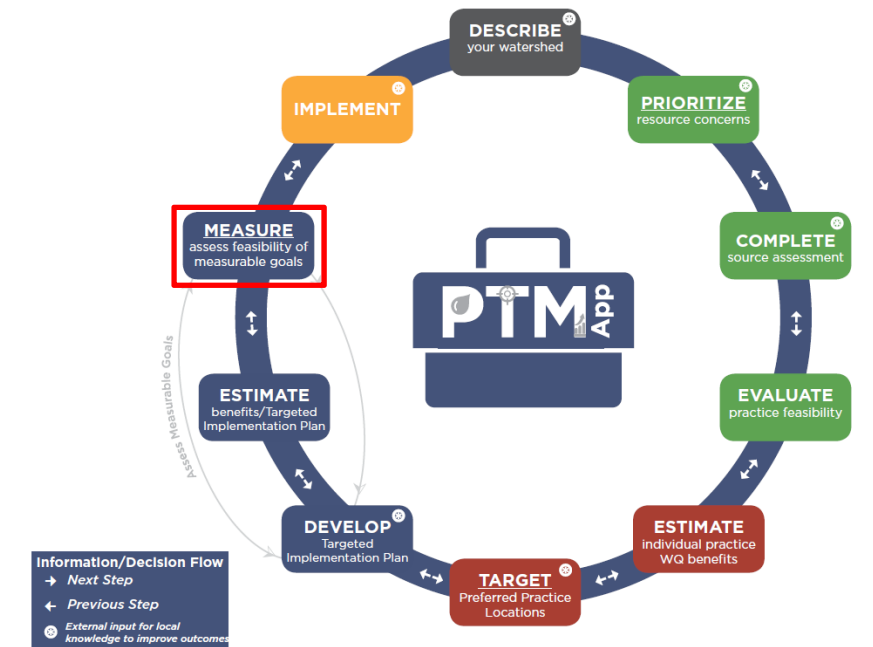 DESCRIBE
your watershed
PRIORITIZE
resource concerns
COMPLETE
source assessment
EVALUATE
practice feasibility
ESTIMATE
individual practice
WQ benefits
TARGET
Preferred Practice
Locations
DEVELOP
Targeted
Implementation Plan
ESTIMATE
benefits/Targeted
Implementation Plan
MEASURE
assess feasibility of
measurable goals
IMPLEMENT
Assess Measurable Goals
PTM
App
Information/Decision Flow
Next Step
Previous Step
External input for local
knowledge to improve outcomes